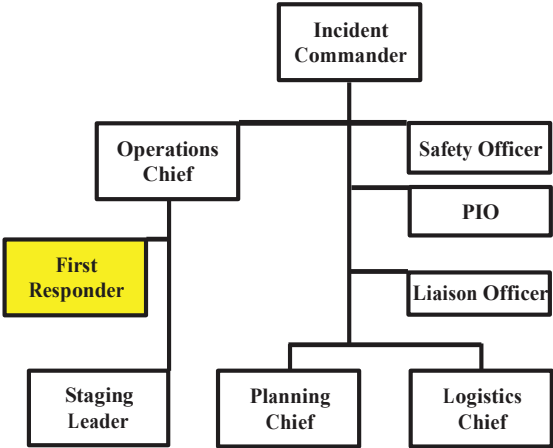 Incident
Commander
Operations
Chief
Safety Officer
PIO
First
Responder
Liaison Officer
Staging
Leader
Planning
Chief
Logistics
Chief